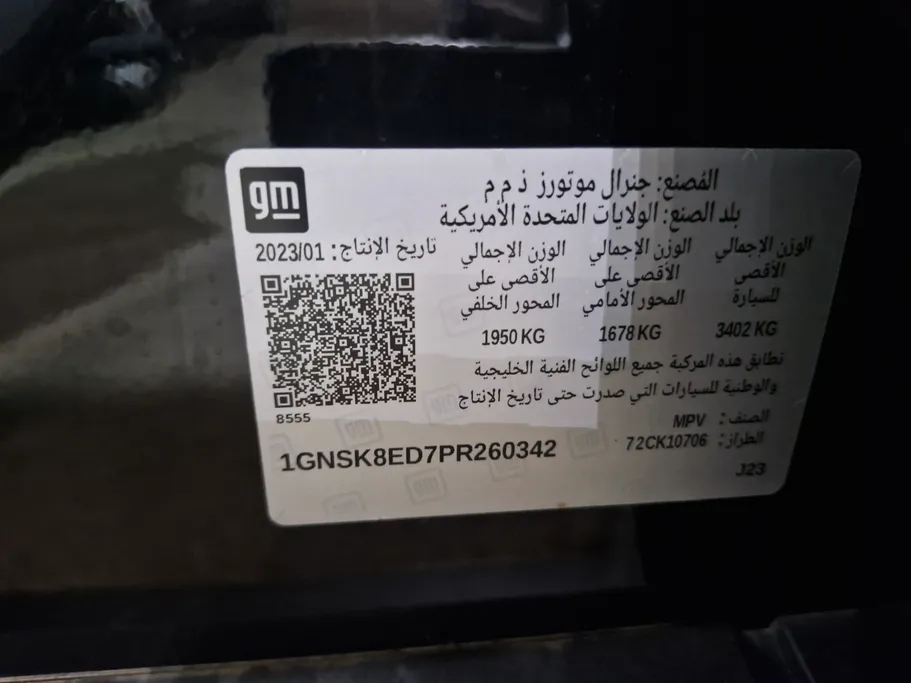 gm
المُصنع: جنرال موتورز ذ م م
بلد الصنع: الولايات المتحدة الأمريكية
تاريخ الإنتاج: 2023/01
الوزن الإجمالي الأقصى للسيارة
3402 KG
الوزن الإجمالي الأقصى على المحور الأمامي
1678 KG
الوزن الإجمالي الأقصى على المحور الخلفي
1950 KG
تطابق هذه المركبة جميع اللوائح الفنية الخليجية
والوطنية للسيارات التي صدرت حتى تاريخ الإنتاج
8555
الصنف: MPV
الطراز: 72CK10706
1GNSK8ED7PR260342
J23